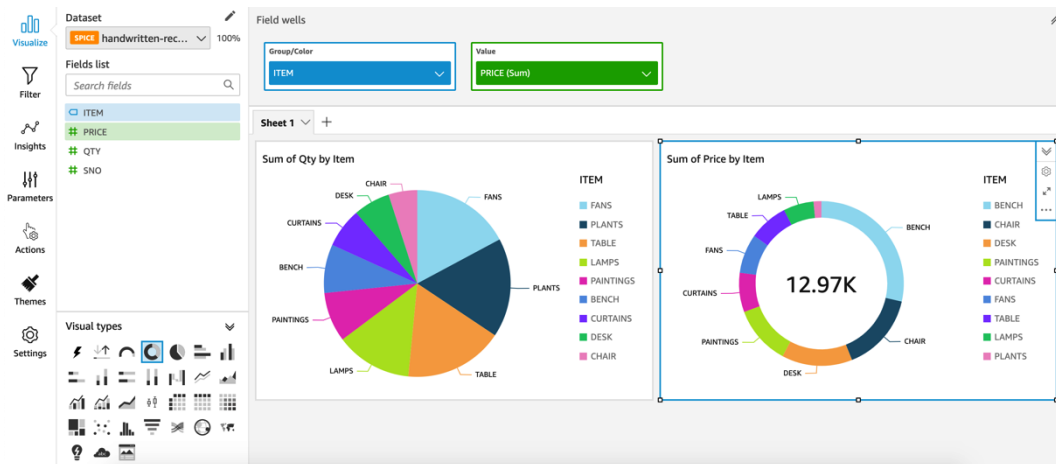 Visualize
Filter
Insights
Parameters
Actions
Themes
Settings
Dataset
SPICE handwritten-rec... 100%
Fields list
Search fields
ITEM
PRICE
QTY
SNO
Visual types
Field wells
Group/Color
ITEM
Value
PRICE (Sum)
Sheet 1
Sum of Qty by Item
CHAIR
DESK
CURTAINS
BENCH
PAINTINGS
LAMPS
FANS
PLANTS
TABLE
ITEM
FANS
PLANTS
TABLE
LAMPS
PAINTINGS
BENCH
CURTAINS
DESK
CHAIR
Sum of Price by Item
LAMPS
TABLE
FANS
CURTAINS
PAINTINGS
DESK
BENCH
CHAIR
12.97K
ITEM
BENCH
CHAIR
DESK
PAINTINGS
CURTAINS
FANS
TABLE
LAMPS
PLANTS